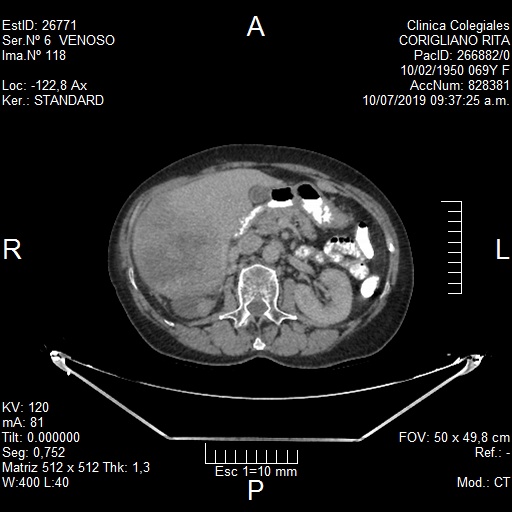 EstID: 26771
Ser.Nº 6  VENOSO
Ima.Nº 118
Loc: -122,8 Ax
Ker.: STANDARD
A
Clinica Colegiales
CORIGLIANO RITA
PacID: 266882/0
10/02/1950 069Y F
AccNum: 828381
10/07/2019 09:37:25 a.m.
R
L
KV: 120
mA: 81
Tilt: 0.000000
Seg: 0,752
Matriz 512 x 512 Thk: 1,3
W:400 L:40
Esc 1=10 mm
P
FOV: 50 x 49,8 cm
Ref.: -
Mod.: CT